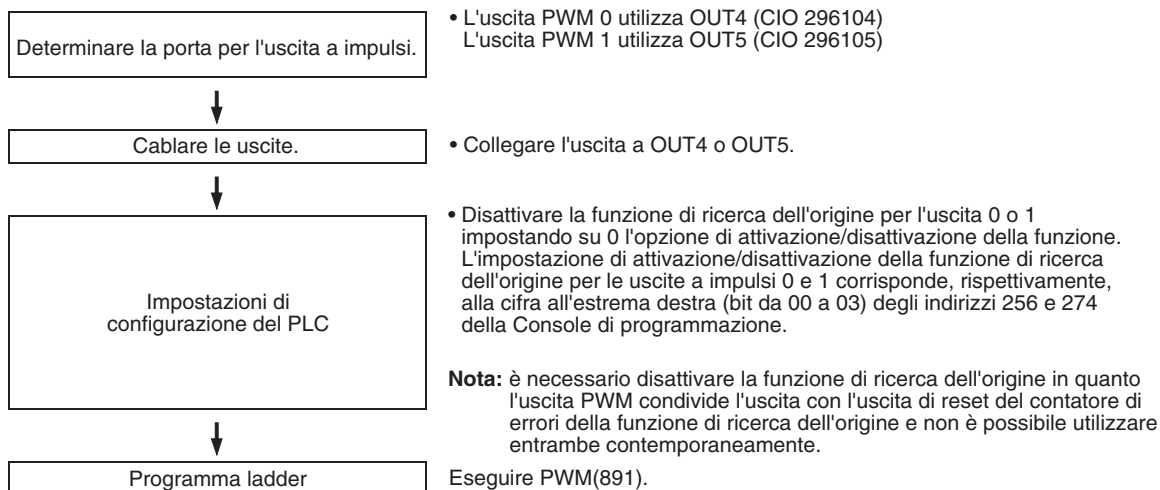 Determinare la porta per l'uscita a impulsi.
• L'uscita PWM 0 utilizza OUT4 (CIO 296104)
L'uscita PWM 1 utilizza OUT5 (CIO 296105)
Cablare le uscite.
• Collegare l'uscita a OUT4 o OUT5.
Impostazioni di
configurazione del PLC
• Disattivare la funzione di ricerca dell'origine per l'uscita 0 o 1
impostando su 0 l'opzione di attivazione/disattivazione della funzione.
L'impostazione di attivazione/disattivazione della funzione di ricerca
dell'origine per le uscite a impulsi 0 e 1 corrisponde, rispettivamente,
alla cifra all'estrema destra (bit da 00 a 03) degli indirizzi 256 e 274
della Console di programmazione.
Nota: è necessario disattivare la funzione di ricerca dell'origine in quanto
l'uscita PWM condivide l'uscita con l'uscita di reset del contatore di
errori della funzione di ricerca dell'origine e non è possibile utilizzare
entrambe contemporaneamente.
Programma ladder
Eseguire PWM(891).